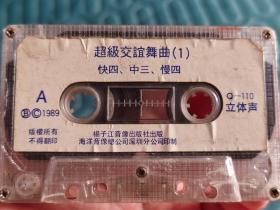 超級交誼舞曲(1)
快四、中三、慢四
A
Q-110
ⓅⒸ1989
立体声
版權所有
不得翻印
揚子江音像出版社出版
海洋音像總公司深圳分公司印制